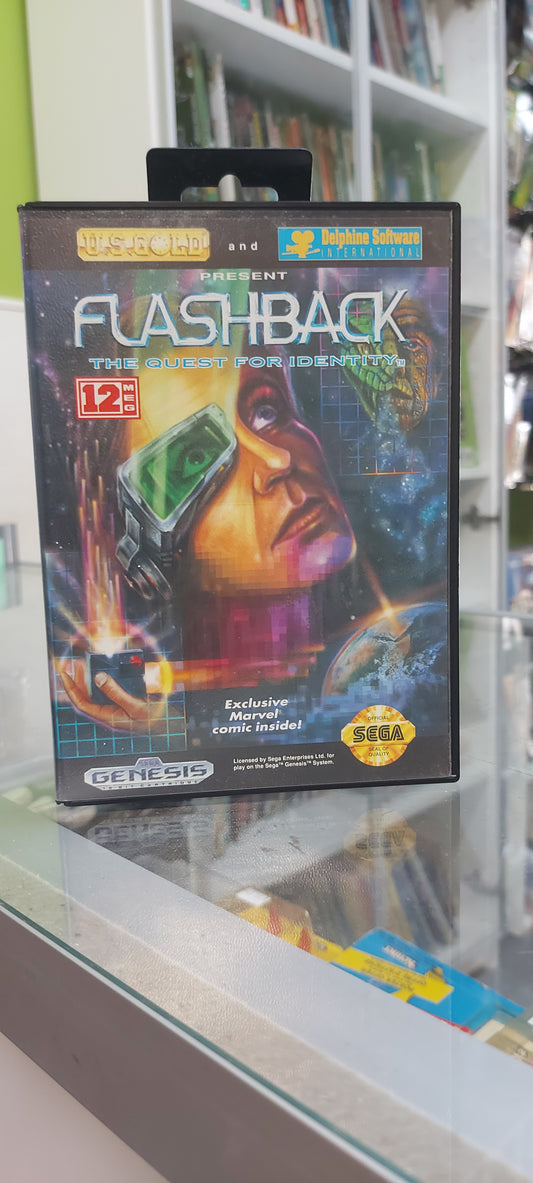 U.S. GOLD and Delphine Software
INTERNATIONAL
PRESENT
FLASHBACK
THE QUEST FOR IDENTITY™
12 MEG
Exclusive
Marvel
comic inside!
OFFICIAL
SEGA
SEAL OF
QUALITY
SEGA
GENESIS
16-BIT CARTRIDGE
Licensed by Sega Enterprises Ltd. for
play on the Sega™ Genesis™ System.